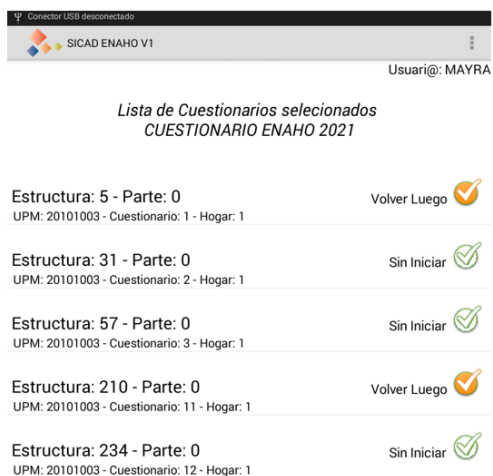 Conector USB desconectado
SICAD ENAHO V1
Usuari@: MAYRA
Lista de Cuestionarios selecionados
CUESTIONARIO ENAHO 2021
Estructura: 5 - Parte: 0
Volver Luego
UPM: 20101003 - Cuestionario: 1 - Hogar: 1
Estructura: 31 - Parte: 0
Sin Iniciar
UPM: 20101003 - Cuestionario: 2 - Hogar: 1
Estructura: 57 - Parte: 0
Sin Iniciar
UPM: 20101003 - Cuestionario: 3 - Hogar: 1
Estructura: 210 - Parte: 0
Volver Luego
UPM: 20101003 - Cuestionario: 11 - Hogar: 1
Estructura: 234 - Parte: 0
Sin Iniciar
UPM: 20101003 - Cuestionario: 12 - Hogar: 1